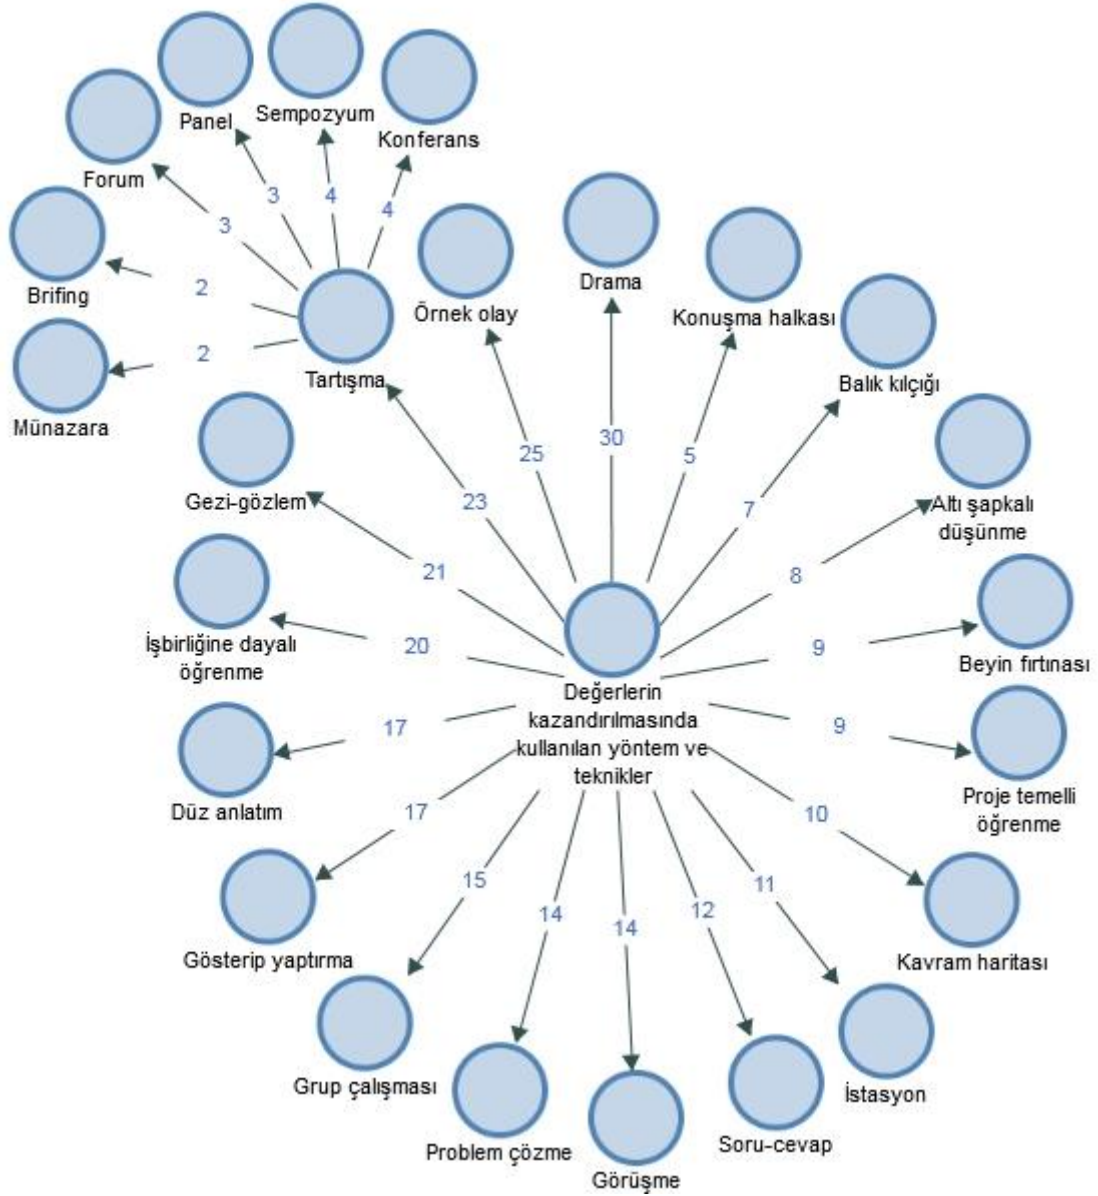 Sempozyum
Panel
Konferans
Forum
3
4
4
3
Brifing
2
Drama
Örnek olay
Konuşma halkası
2
Tartışma
Balık kılçığı
Münazara
30
25
5
Gezi-gözlem
23
7
Altı şapkalı
düşünme
21
8
İşbirliğine dayalı
öğrenme
20
9
Beyin fırtınası
Değerlerin
kazandırılmasında
kullanılan yöntem ve
teknikler
17
9
Düz anlatım
Proje temelli
öğrenme
17
10
15
11
14
14
12
Gösterip yaptırma
Kavram haritası
Grup çalışması
İstasyon
Problem çözme
Soru-cevap
Görüşme